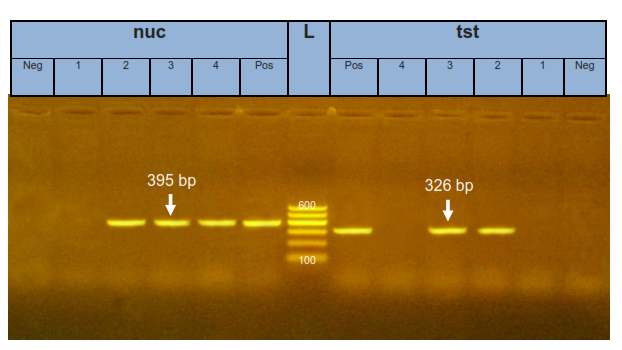 nuc L tst
Neg 1 2 3 4 Pos Pos 4 3 2 1 Neg
395 bp 326 bp
600
100